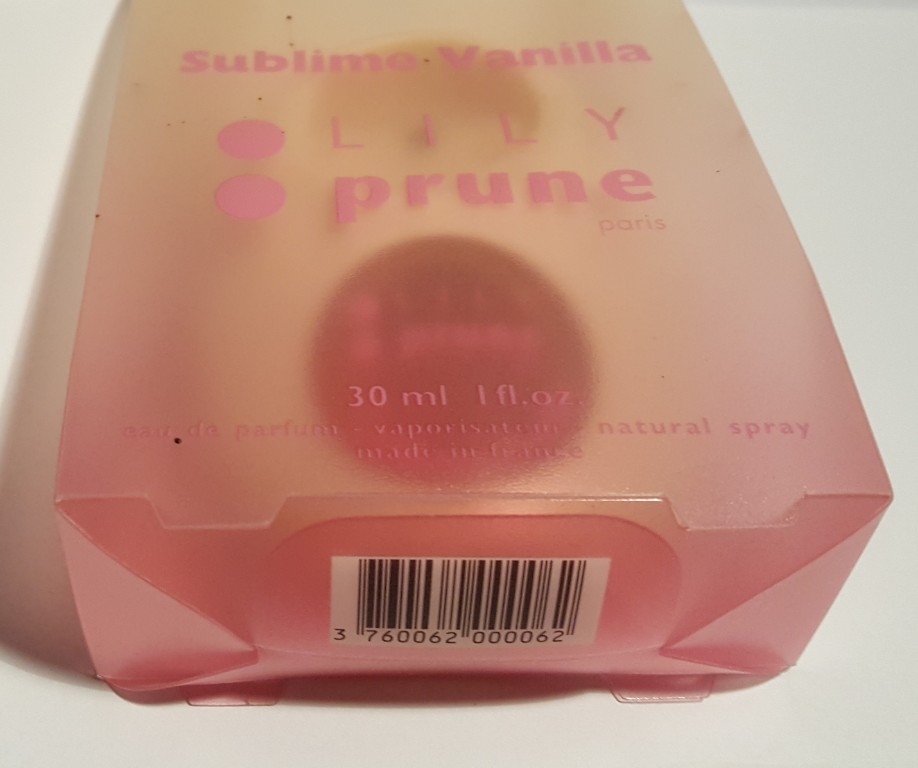 Sublime Vanilla
LILY
prune
paris
prune
30 ml 1 fl.oz.
eau de parfum - vaporisateur - natural spray
made in france
3 760062 000062